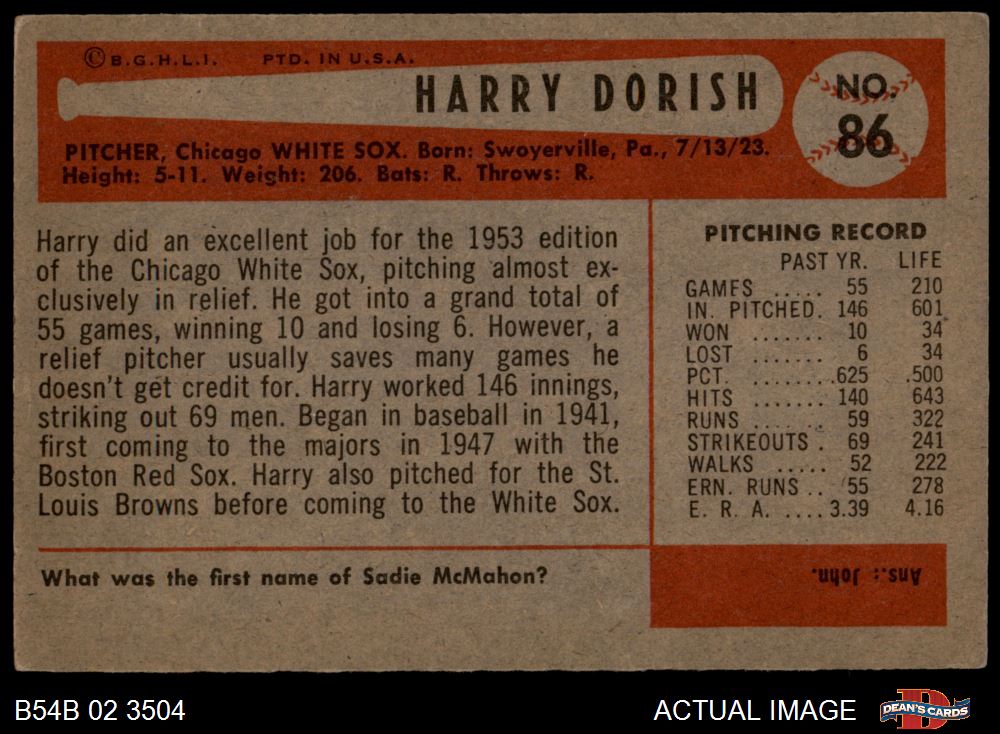 © B.G.H.L.I. PTD. IN U.S.A.
HARRY DORISH
NO.
86
PITCHER, Chicago WHITE SOX. Born: Swoyerville, Pa., 7/13/23.
Height: 5-11. Weight: 206. Bats: R. Throws: R.
Harry did an excellent job for the 1953 edition
of the Chicago White Sox, pitching almost ex-
clusively in relief. He got into a grand total of
55 games, winning 10 and losing 6. However, a
relief pitcher usually saves many games he
doesn't get credit for. Harry worked 146 innings,
striking out 69 men. Began in baseball in 1941,
first coming to the majors in 1947 with the
Boston Red Sox. Harry also pitched for the St.
Louis Browns before coming to the White Sox.
PITCHING RECORD
PAST YR. LIFE
GAMES ..... 55 210
IN. PITCHED. 146 601
WON ....... 10 34
LOST ....... 6 34
PCT. ........ .625 .500
HITS ....... 140 643
RUNS ....... 59 322
STRIKEOUTS . 69 241
WALKS ..... 52 222
ERN. RUNS .. 55 278
E. R. A. .... 3.39 4.16
What was the first name of Sadie McMahon?
Ans.: John.
B54B 02 3504
ACTUAL IMAGE
D
DEAN'S CARDS